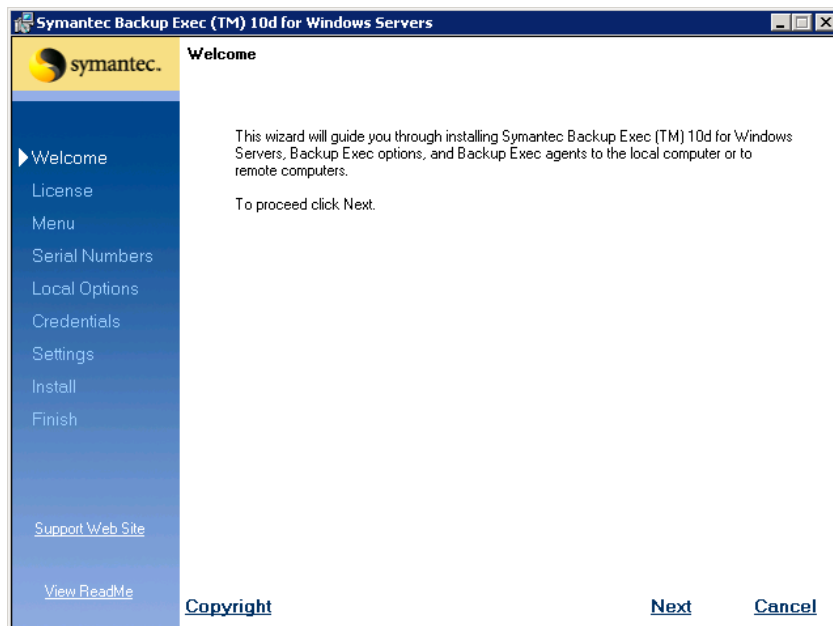 Symantec Backup Exec (TM) 10d for Windows Servers
symantec.
Welcome
This wizard will guide you through installing Symantec Backup Exec (TM) 10d for Windows
Servers, Backup Exec options, and Backup Exec agents to the local computer or to
remote computers.
To proceed click Next.
Welcome
License
Menu
Serial Numbers
Local Options
Credentials
Settings
Install
Finish
Support Web Site
View ReadMe
Copyright
Next
Cancel